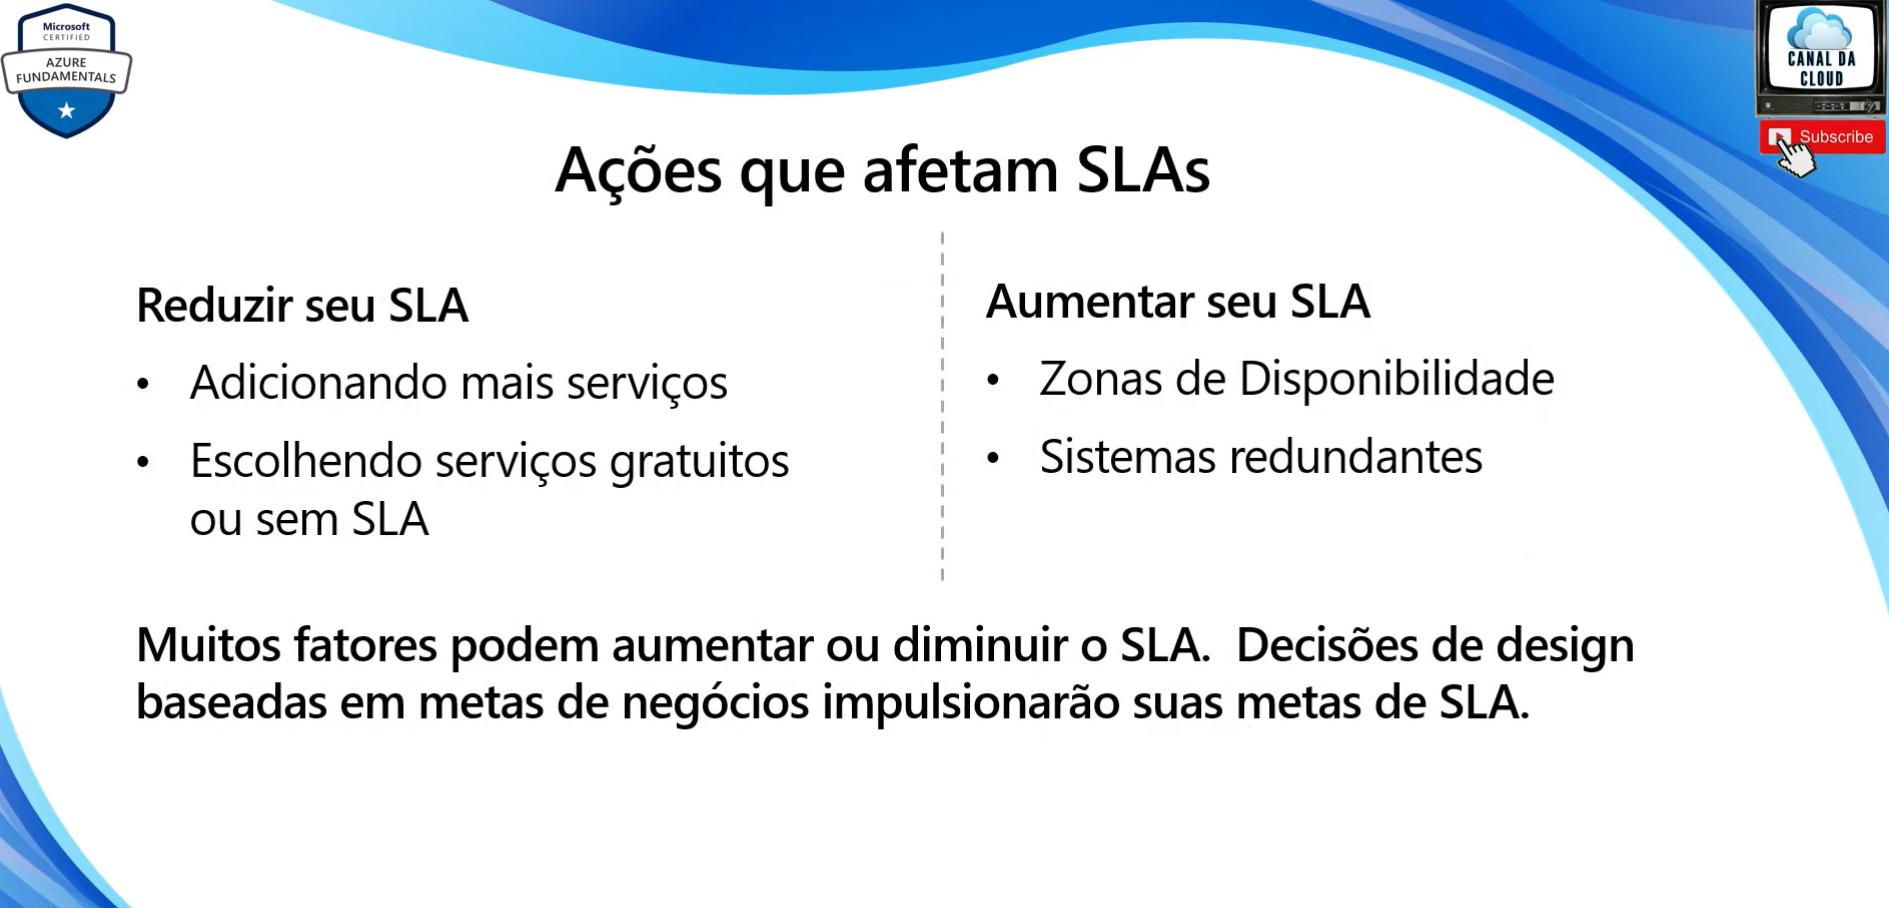 Microsoft
CERTIFIED
AZURE
FUNDAMENTALS
CANAL DA
CLOUD
Subscribe
Ações que afetam SLAs
Reduzir seu SLA
• Adicionando mais serviços
• Escolhendo serviços gratuitos
ou sem SLA
Aumentar seu SLA
• Zonas de Disponibilidade
• Sistemas redundantes
Muitos fatores podem aumentar ou diminuir o SLA.  Decisões de design
baseadas em metas de negócios impulsionarão suas metas de SLA.